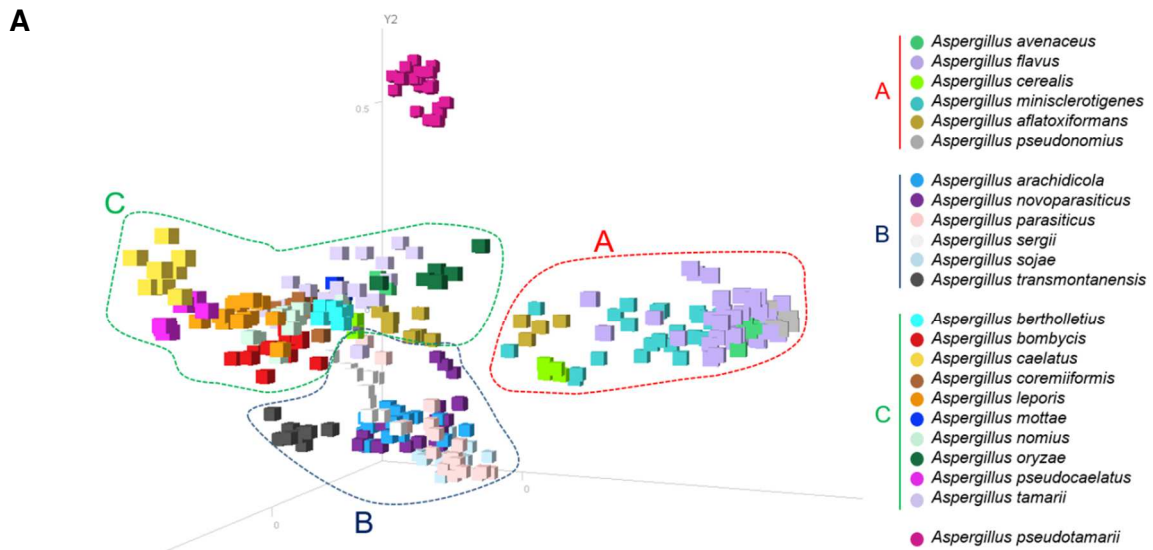 A
Y2
0.5
C
A
B
0
0
A
Aspergillus avenaceus
Aspergillus flavus
Aspergillus cerealis
Aspergillus minisclerotigenes
Aspergillus aflatoxiformans
Aspergillus pseudonomius
B
Aspergillus arachidicola
Aspergillus novoparasiticus
Aspergillus parasiticus
Aspergillus sergii
Aspergillus sojae
Aspergillus transmontanensis
C
Aspergillus bertholletius
Aspergillus bombycis
Aspergillus caelatus
Aspergillus coremiiformis
Aspergillus leporis
Aspergillus mottae
Aspergillus nomius
Aspergillus oryzae
Aspergillus pseudocaelatus
Aspergillus tamarii
Aspergillus pseudotamarii